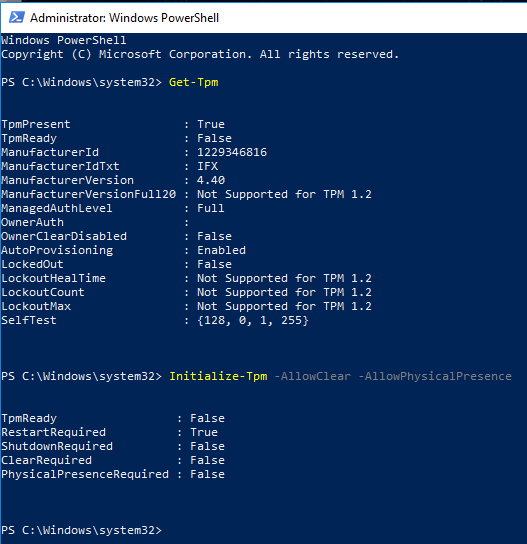 Administrator: Windows PowerShell
Windows PowerShell
Copyright (C) Microsoft Corporation. All rights reserved.
PS C:\Windows\system32> Get-Tpm
TpmPresent : True
TpmReady : False
ManufacturerId : 1229346816
ManufacturerIdTxt : IFX
ManufacturerVersion : 4.40
ManufacturerVersionFull20 : Not Supported for TPM 1.2
ManagedAuthLevel : Full
OwnerAuth :
OwnerClearDisabled : False
AutoProvisioning : Enabled
LockedOut : False
LockoutHealTime : Not Supported for TPM 1.2
LockoutCount : Not Supported for TPM 1.2
LockoutMax : Not Supported for TPM 1.2
SelfTest : {128, 0, 1, 255}
PS C:\Windows\system32> Initialize-Tpm -AllowClear -AllowPhysicalPresence
TpmReady : False
RestartRequired : True
ShutdownRequired : False
ClearRequired : False
PhysicalPresenceRequired : False
PS C:\Windows\system32>